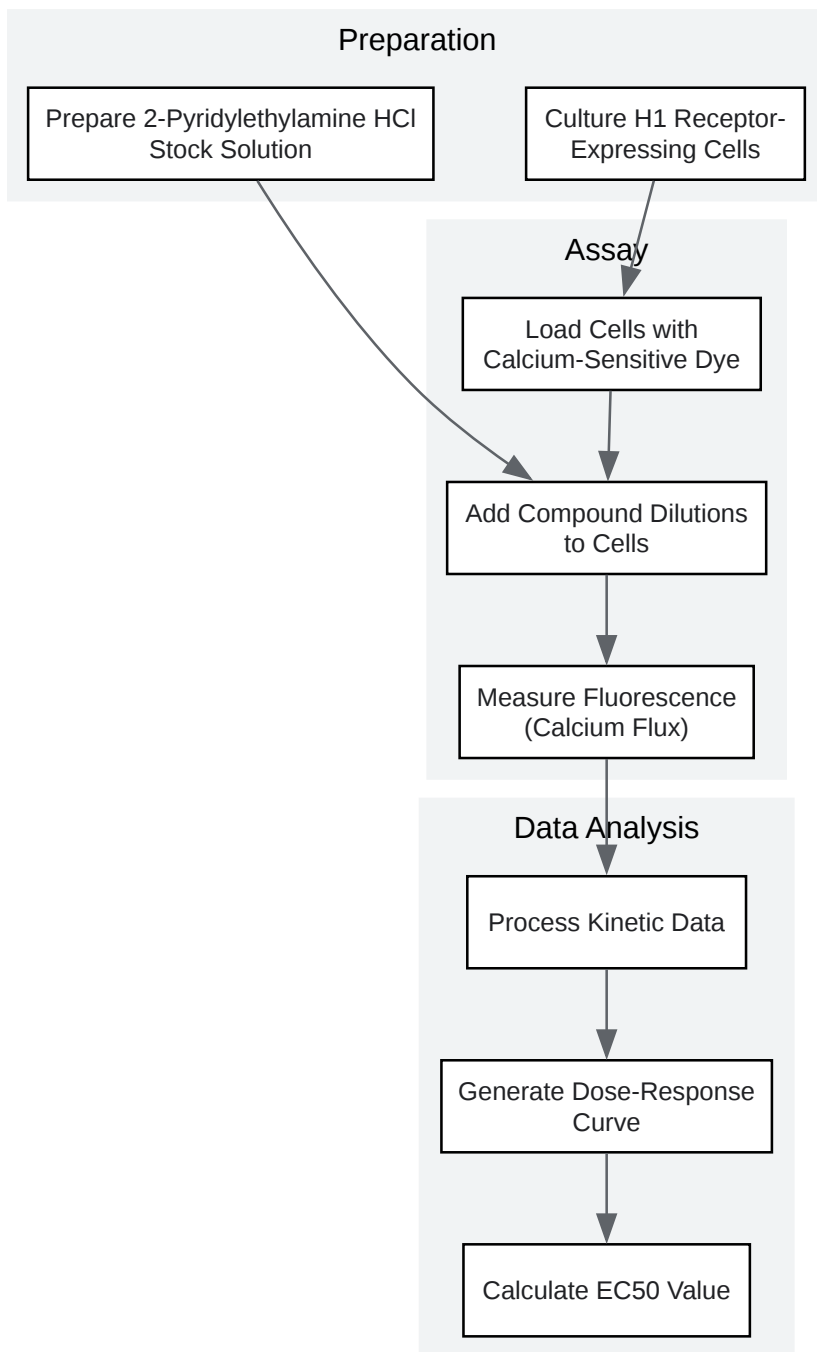 Preparation
Prepare 2-Pyridylethylamine HCl
Stock Solution
Culture H1 Receptor-
Expressing Cells
Assay
Load Cells with
Calcium-Sensitive Dye
Add Compound Dilutions
to Cells
Measure Fluorescence
(Calcium Flux)
Data Analysis
Process Kinetic Data
Generate Dose-Response
Curve
Calculate EC50 Value